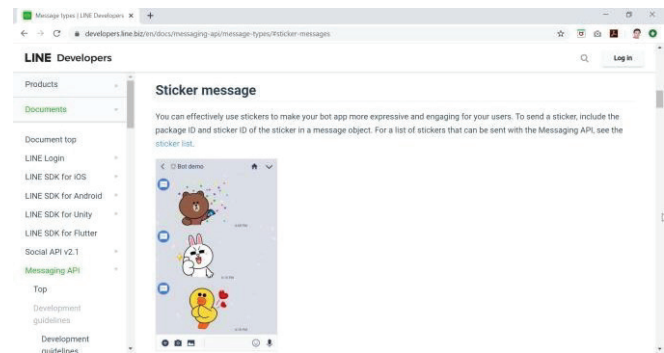 Message types | LINE Developers
developers.line.biz/en/docs/messaging-api/message-types/#sticker-messages
LINE Developers
Log in
Products
Documents
Document top
LINE Login
LINE SDK for iOS
LINE SDK for Android
LINE SDK for Unity
LINE SDK for Flutter
Social API v2.1
Messaging API
Top
Development
guidelines
Development
guidelines
Sticker message
You can effectively use stickers to make your bot app more expressive and engaging for your users. To send a sticker, include the
package ID and sticker ID of the sticker in a message object. For a list of stickers that can be sent with the Messaging API, see the
sticker list.
Bot demo